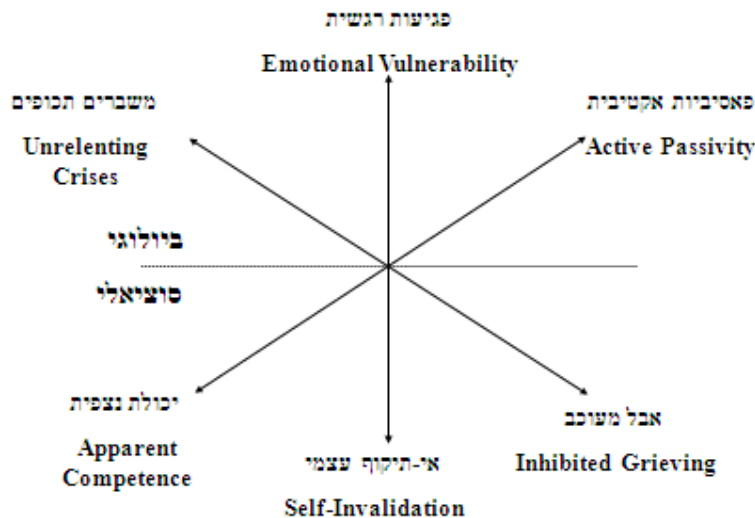 פגיעות רגשית
Emotional Vulnerability
משברים תכופים
Unrelenting
Crises
פאסיביות אקטיבית
Active Passivity
ביולוגי
סוציאלי
יכולת נצפית
Apparent
Competence
אי-תיקוף עצמי
Self-Invalidation
אבל מעוכב
Inhibited Grieving